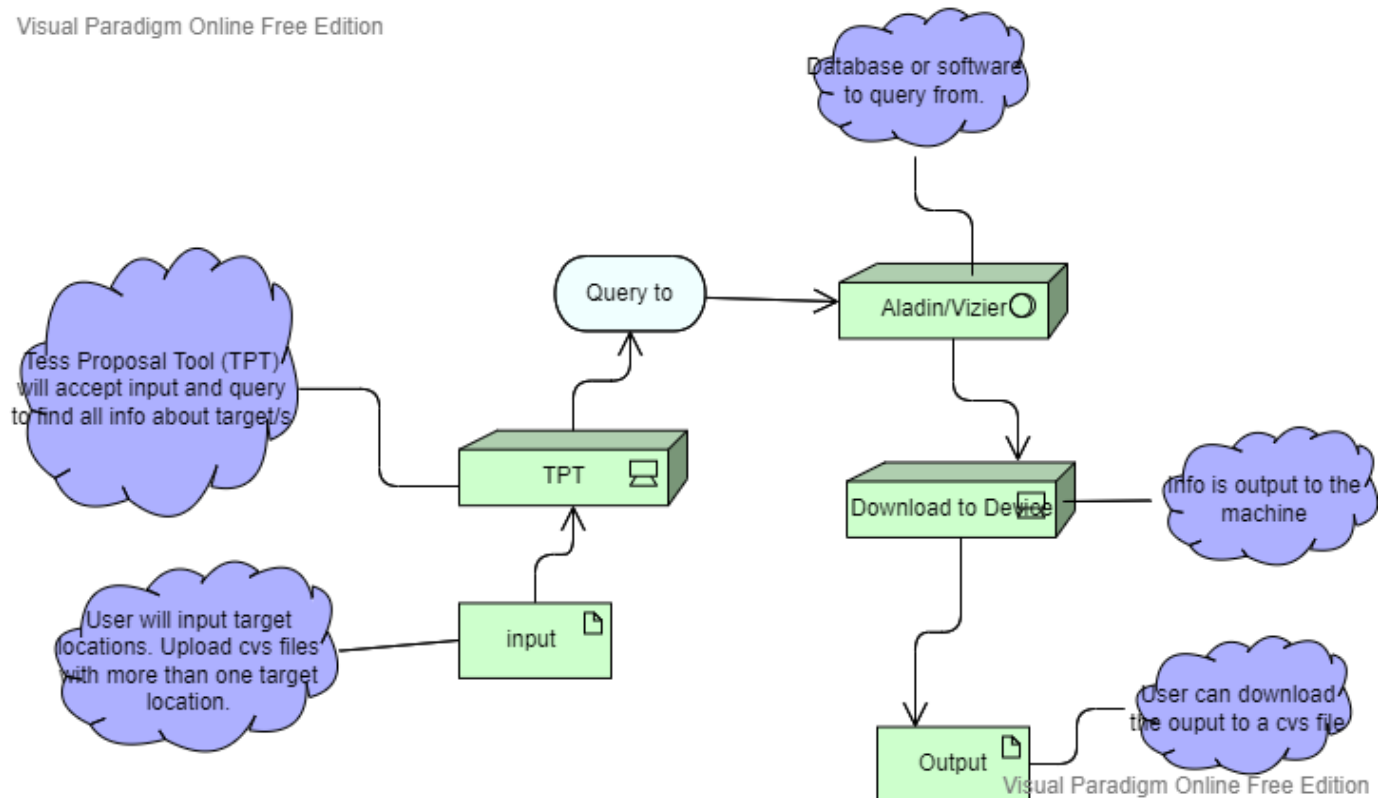 Visual Paradigm Online Free Edition
Database or software
to query from.
Query to
Aladin/Vizier
Tess Proposal Tool (TPT)
will accept input and query
to find all info about target/s
TPT
Download to Device
Info is output to the
machine
User will input target
locations. Upload cvs files
with more than one target
location.
input
User can download
the ouput to a cvs file
Output
Visual Paradigm Online Free Edition